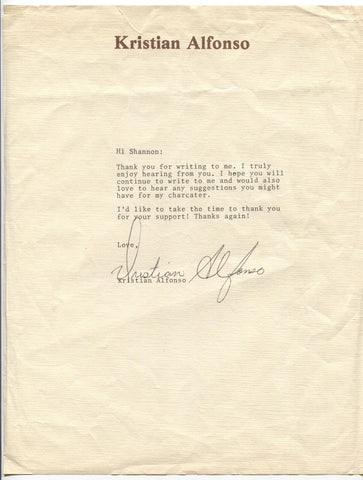 Kristian Alfonso
Hi Shannon:
Thank you for writing to me. I truly
enjoy hearing from you. I hope you will
continue to write to me and would also
love to hear any suggestions you might
have for my charcater.
I'd like to take the time to thank you
for your support! Thanks again!
Love,
Kristian Alfonso
Kristian Alfonso